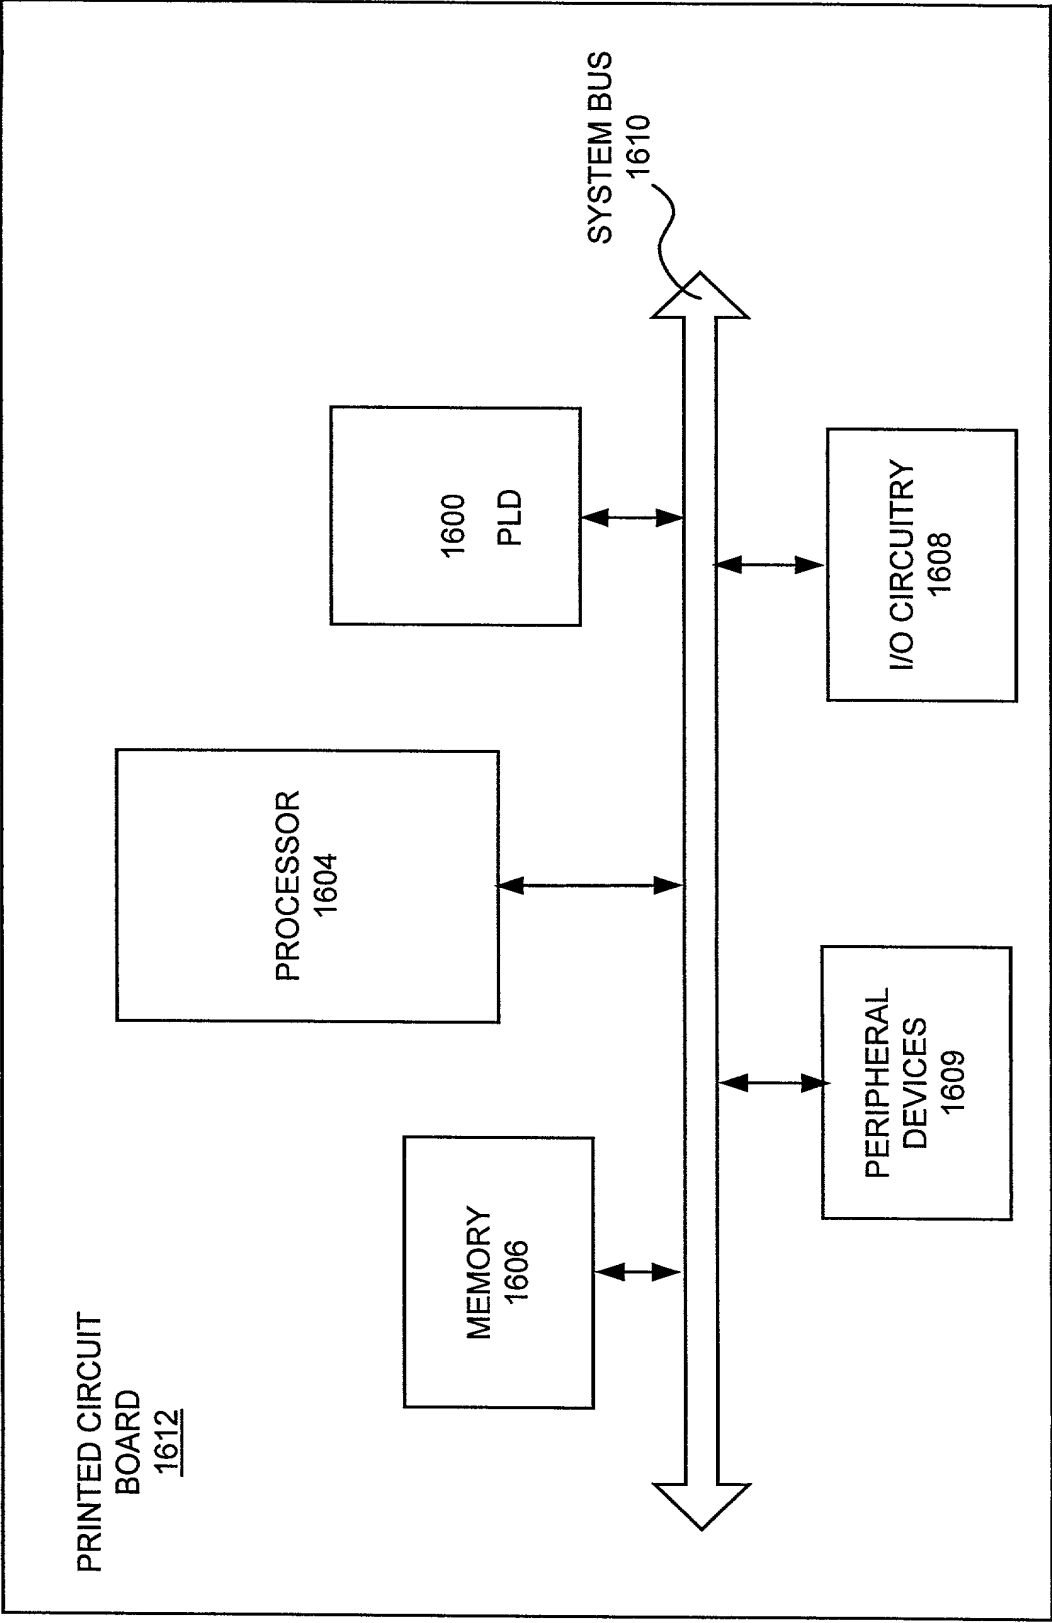 PRINTED CIRCUIT
BOARD
1612
MEMORY
1606
PROCESSOR
1604
1600
PLD
SYSTEM BUS
1610
PERIPHERAL
DEVICES
1609
I/O CIRCUITRY
1608